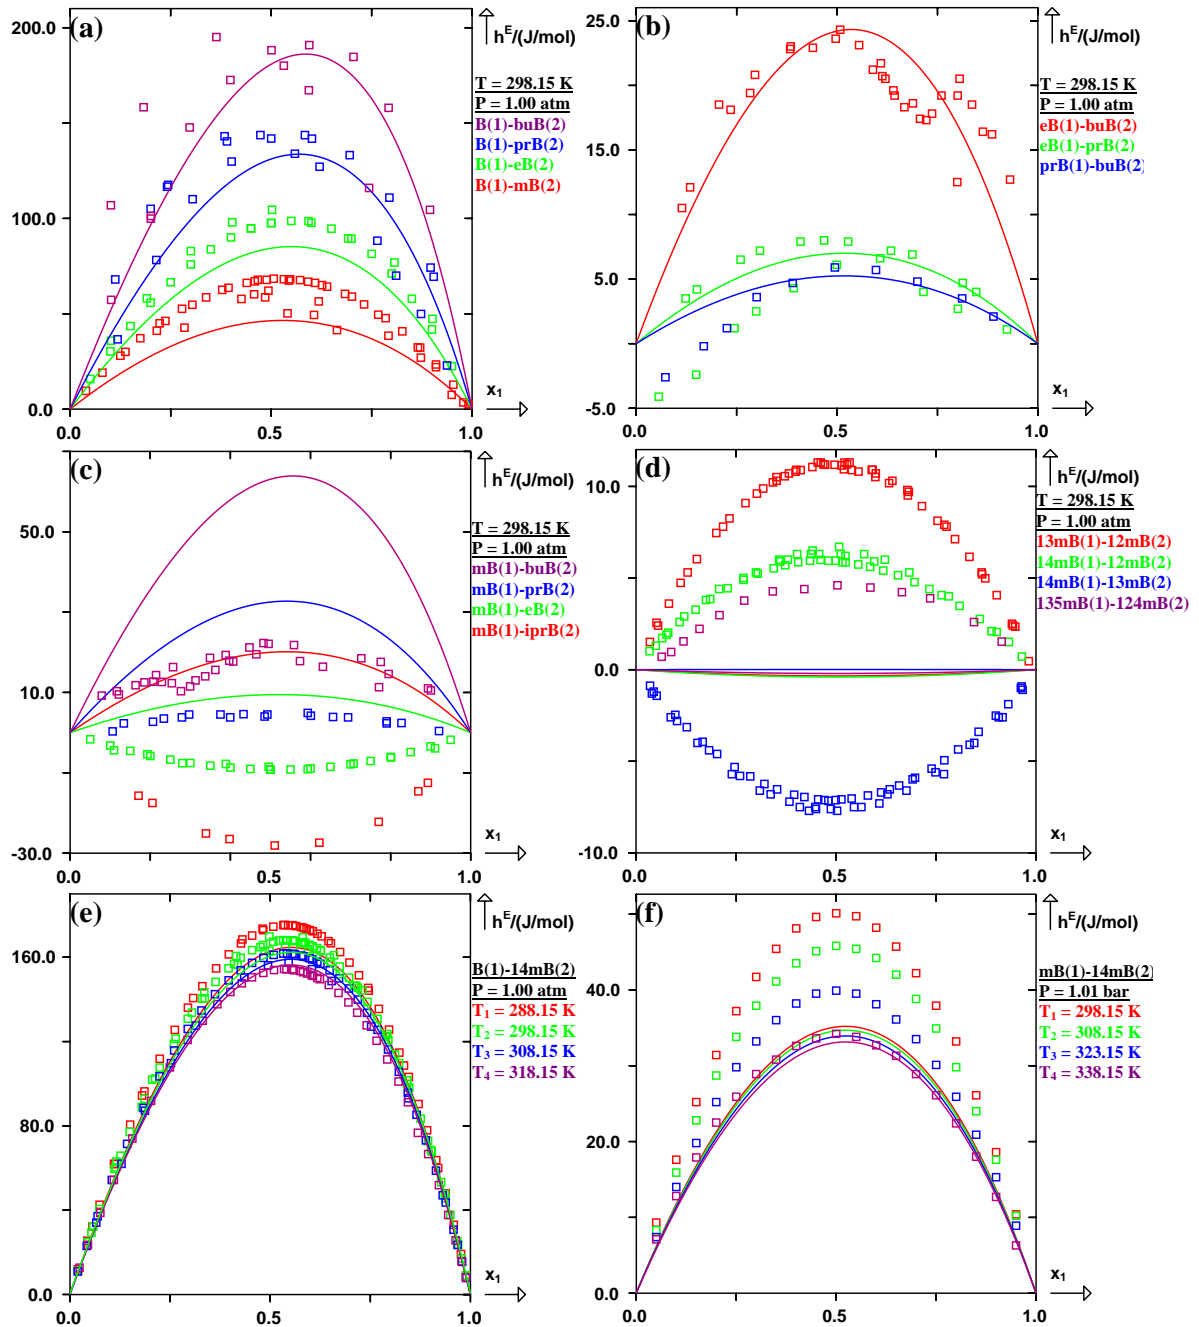 (a)
200.0
100.0
0.0
0.0
0.5
1.0
hᴱ/(J/mol)
T = 298.15 K
P = 1.00 atm
B(1)-buB(2)
B(1)-prB(2)
B(1)-eB(2)
B(1)-mB(2)
x₁
(b)
25.0
15.0
5.0
-5.0
0.0
0.5
1.0
hᴱ/(J/mol)
T = 298.15 K
P = 1.00 atm
eB(1)-buB(2)
eB(1)-prB(2)
prB(1)-buB(2)
x₁
(c)
50.0
10.0
-30.0
0.0
0.5
1.0
hᴱ/(J/mol)
T = 298.15 K
P = 1.00 atm
mB(1)-buB(2)
mB(1)-prB(2)
mB(1)-eB(2)
mB(1)-iprB(2)
x₁
(d)
10.0
0.0
-10.0
0.0
0.5
1.0
hᴱ/(J/mol)
T = 298.15 K
P = 1.00 atm
13mB(1)-12mB(2)
14mB(1)-12mB(2)
14mB(1)-13mB(2)
135mB(1)-124mB(2)
x₁
(e)
160.0
80.0
0.0
0.0
0.5
1.0
hᴱ/(J/mol)
B(1)-14mB(2)
P = 1.00 atm
T₁ = 288.15 K
T₂ = 298.15 K
T₃ = 308.15 K
T₄ = 318.15 K
x₁
(f)
40.0
20.0
0.0
0.0
0.5
1.0
hᴱ/(J/mol)
mB(1)-14mB(2)
P = 1.01 bar
T₁ = 298.15 K
T₂ = 308.15 K
T₃ = 323.15 K
T₄ = 338.15 K
x₁